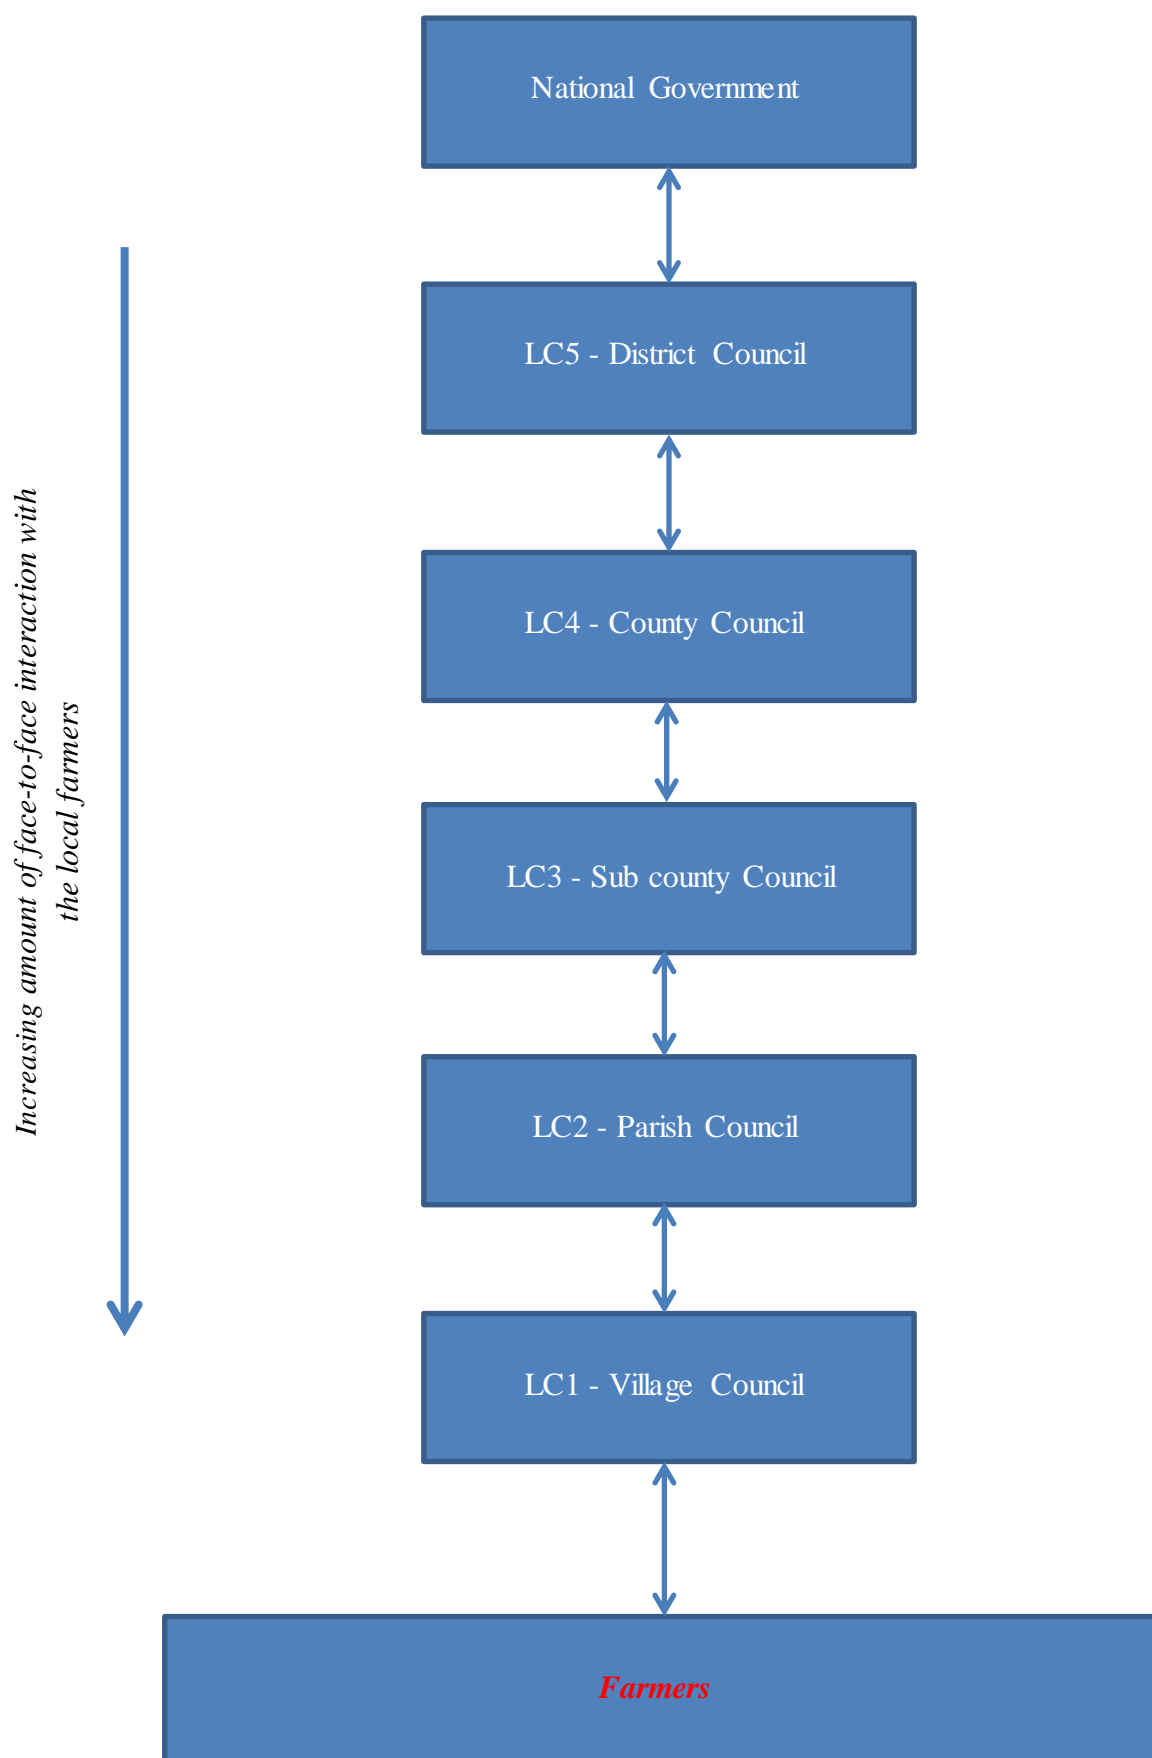 National Government
LC5 - District Council
LC4 - County Council
Increasing amount of face-to-face interaction with
the local farmers
LC3 - Sub county Council
LC2 - Parish Council
LC1 - Village Council
Farmers